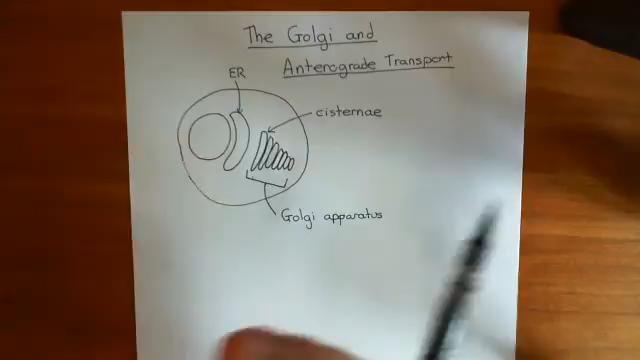 The Golgi and
Anterograde Transport
ER
cisternae
Golgi apparatus